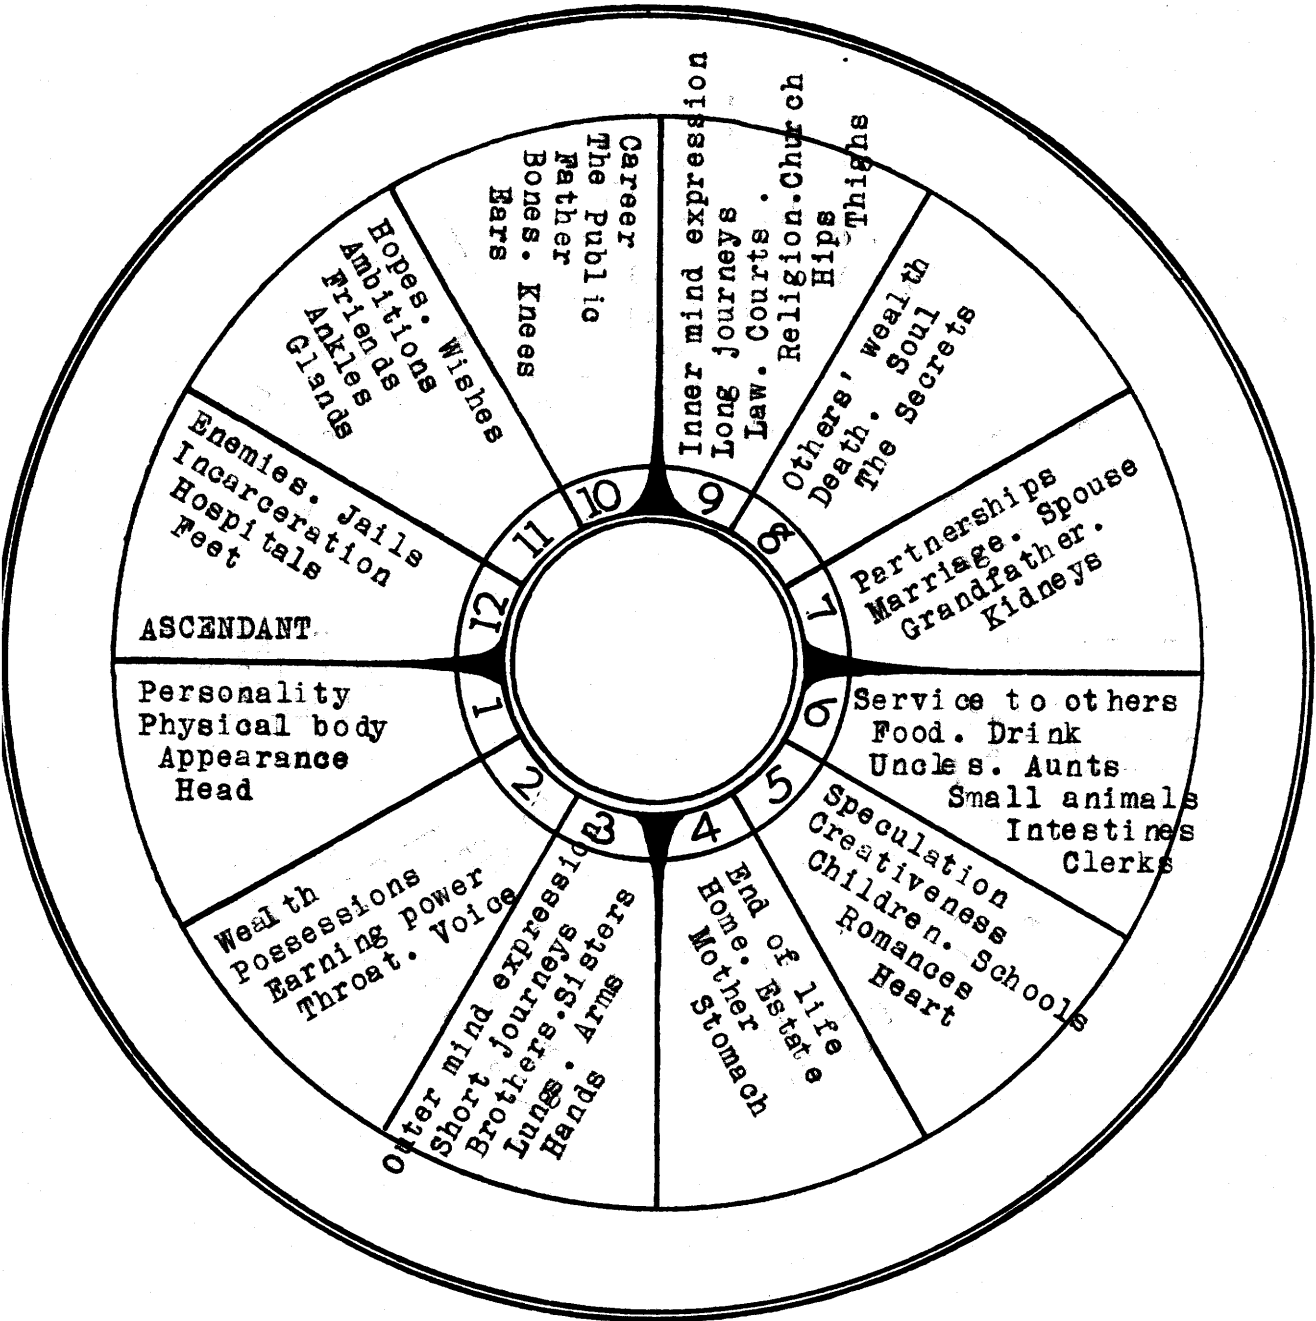 1
Personality
Physical body
Appearance
Head
2
Wealth
Possessions
Earning power
Throat. Voice
3
Outer mind expression
Short journeys
Brothers.Sisters
Lungs. Arms
Hands
4
End of life
Home. Estate
Mother
Stomach
5
Speculation
Creativeness
Children. Schools
Romances
Heart
6
Service to others
Food. Drink
Uncles. Aunts
Small animals
Intestines
Clerks
7
Partnerships
Marriage. Spouse
Grandfather.
Kidneys
8
Others' wealth
Death. Soul
The Secrets
9
Inner mind expression
Long journeys
Law. Courts .
Religion.Church
Hips
Thighs
10
Career
The Public
Father
Bones. Knees
Ears
11
Hopes. Wishes
Ambitions
Friends
Ankles
Glands
12
Enemies. Jails
Incarceration
Hospitals
Feet
ASCENDANT